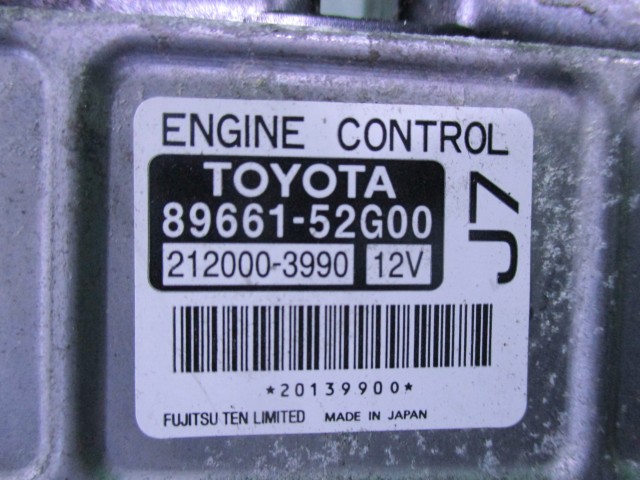 ENGINE CONTROL
TOYOTA
89661-52G00
212000-3990 12V
J7
*20139900*
FUJITSU TEN LIMITED MADE IN JAPAN